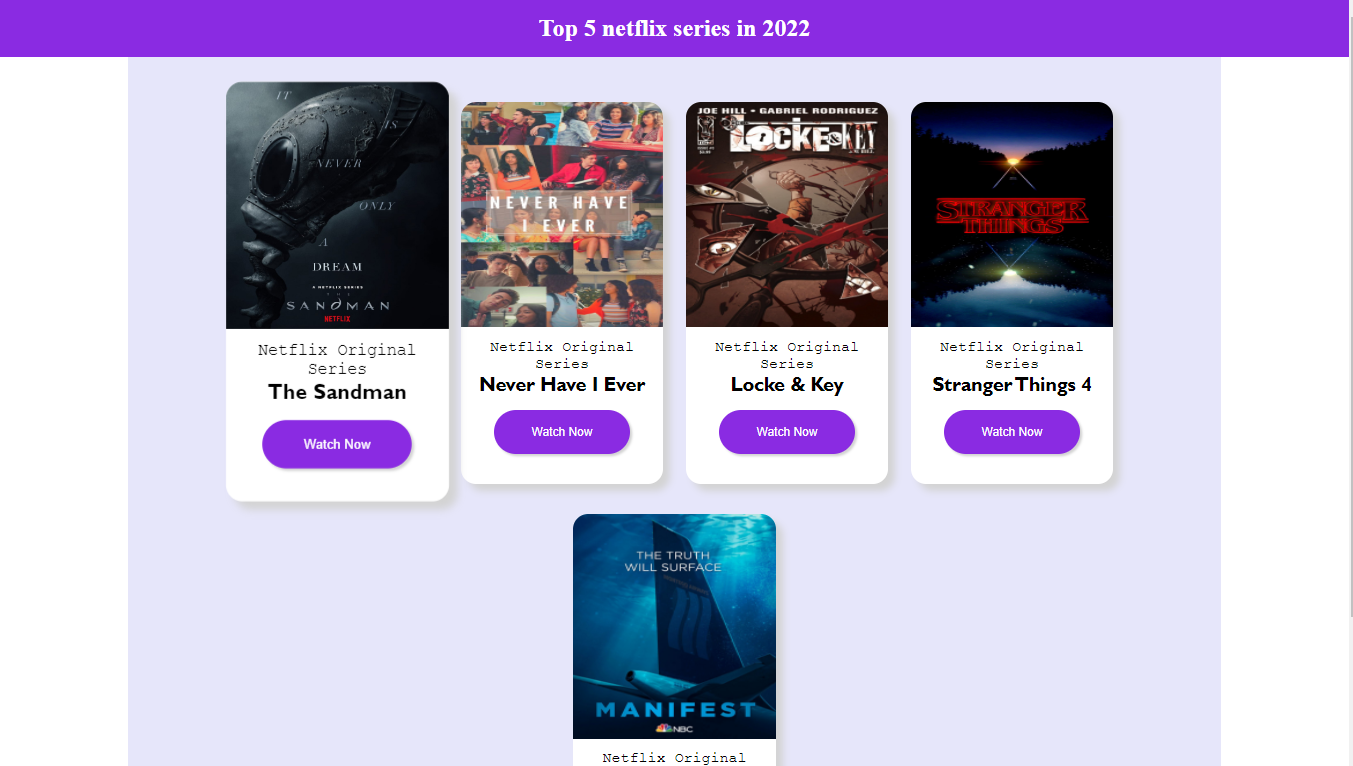 Top 5 netflix series in 2022
IT
IS
NEVER
ONLY
A
DREAM
A NETFLIX SERIES
THE
SANDMAN
NETFLIX
Netflix Original
Series
The Sandman
Watch Now
NEVER HAVE
I EVER
Netflix Original
Series
Never Have I Ever
Watch Now
JOE HILL • GABRIEL RODRIGUEZ
LOCKE & KEY
Netflix Original
Series
Locke & Key
Watch Now
STRANGER
THINGS
Netflix Original
Series
Stranger Things 4
Watch Now
THE TRUTH
WILL SURFACE
MANIFEST
NBC
Netflix Original